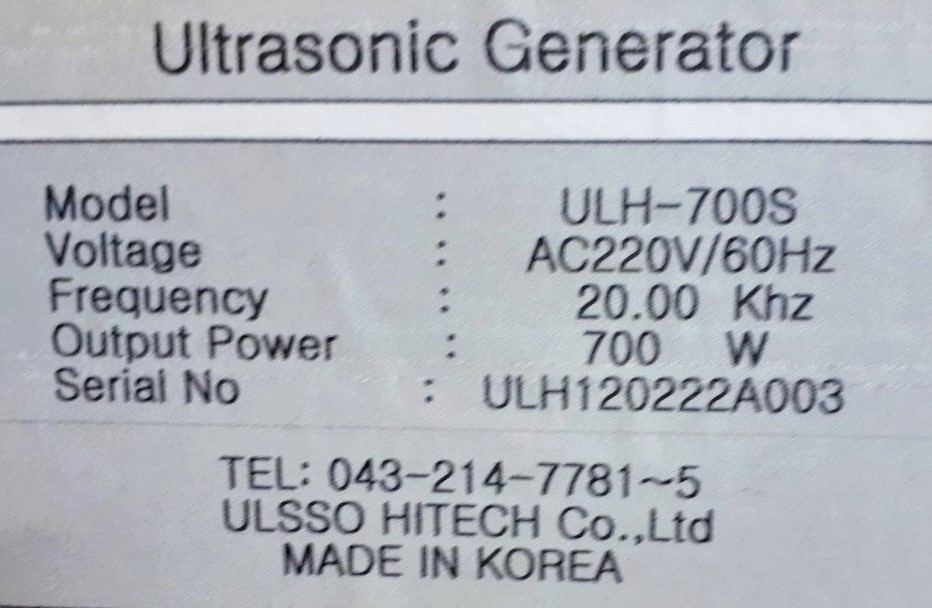 Ultrasonic Generator
Model : ULH-700S
Voltage : AC220V/60Hz
Frequency : 20.00 Khz
Output Power : 700 W
Serial No : ULH120222A003
TEL: 043-214-7781~5
ULSSO HITECH Co.,Ltd
MADE IN KOREA